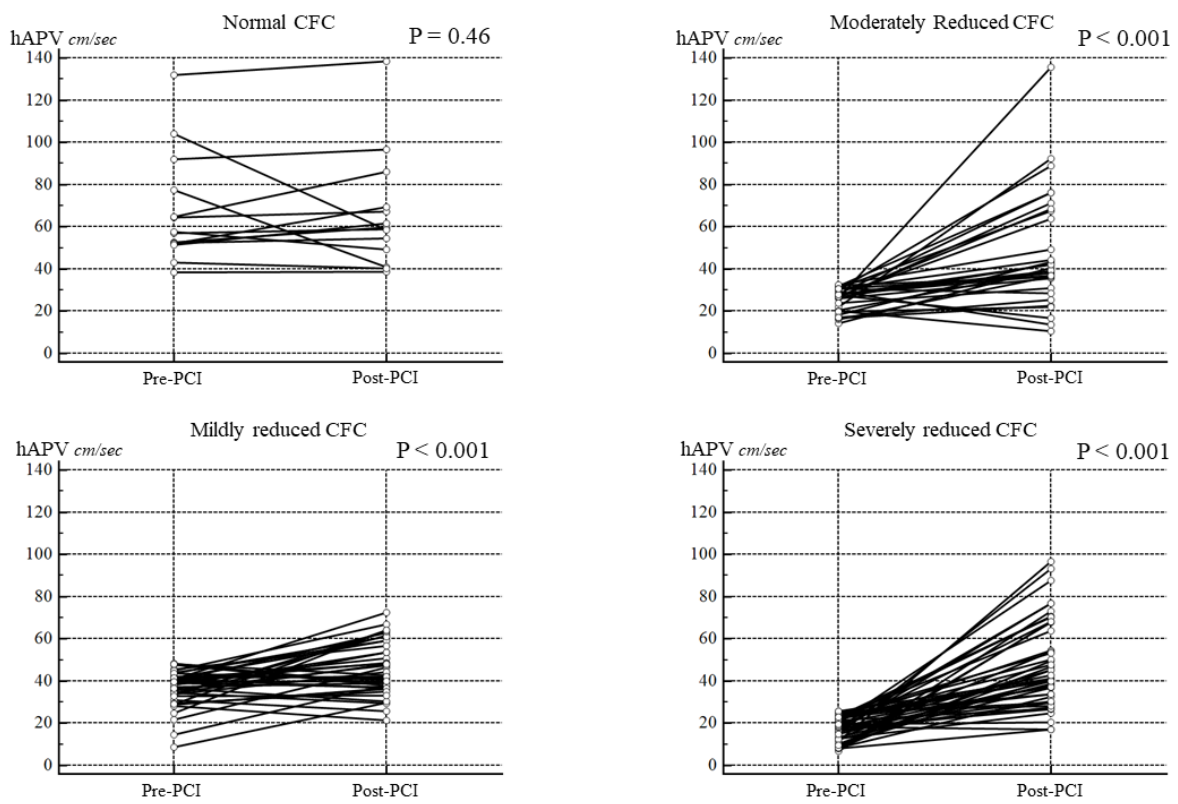 Normal CFC
hAPV cm/sec
P = 0.46
140
120
100
80
60
40
20
0
Pre-PCI
Post-PCI
Moderately Reduced CFC
hAPV cm/sec
P < 0.001
140
120
100
80
60
40
20
0
Pre-PCI
Post-PCI
Mildly reduced CFC
hAPV cm/sec
P < 0.001
140
120
100
80
60
40
20
0
Pre-PCI
Post-PCI
Severely reduced CFC
hAPV cm/sec
P < 0.001
140
120
100
80
60
40
20
0
Pre-PCI
Post-PCI